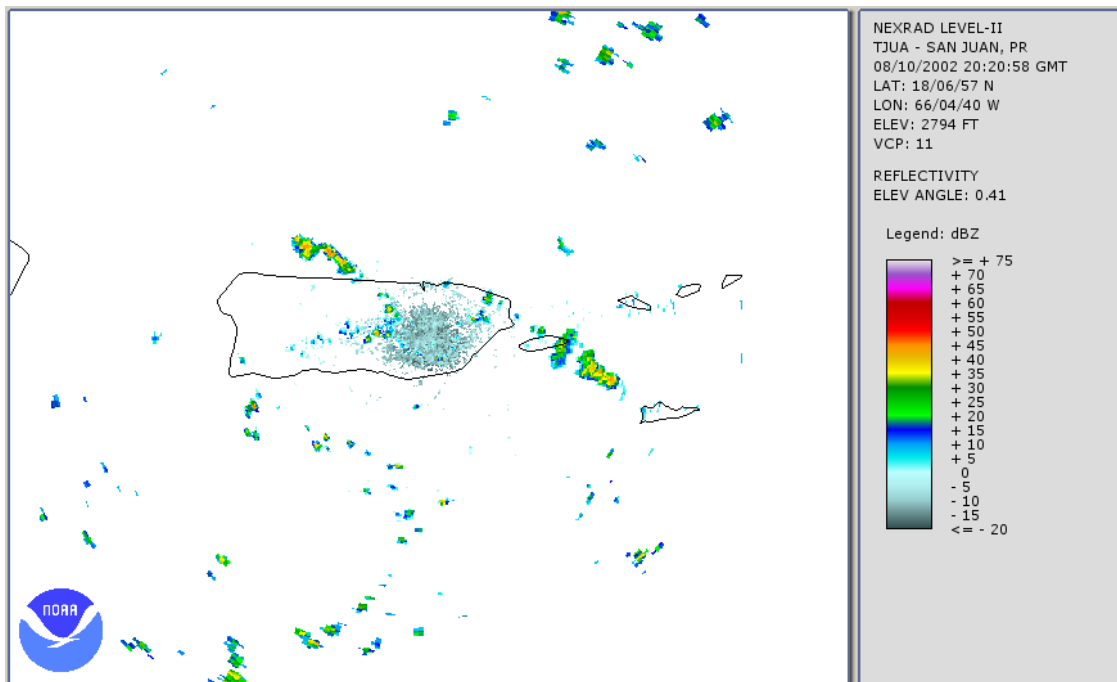 NEXRAD LEVEL-II
TJUA - SAN JUAN, PR
08/10/2002 20:20:58 GMT
LAT: 18/06/57 N
LON: 66/04/40 W
ELEV: 2794 FT
VCP: 11
REFLECTIVITY
ELEV ANGLE: 0.41
Legend: dBZ
>= + 75
+ 70
+ 65
+ 60
+ 55
+ 50
+ 45
+ 40
+ 35
+ 30
+ 25
+ 20
+ 15
+ 10
+ 5
0
- 5
- 10
- 15
<= - 20
NOAA